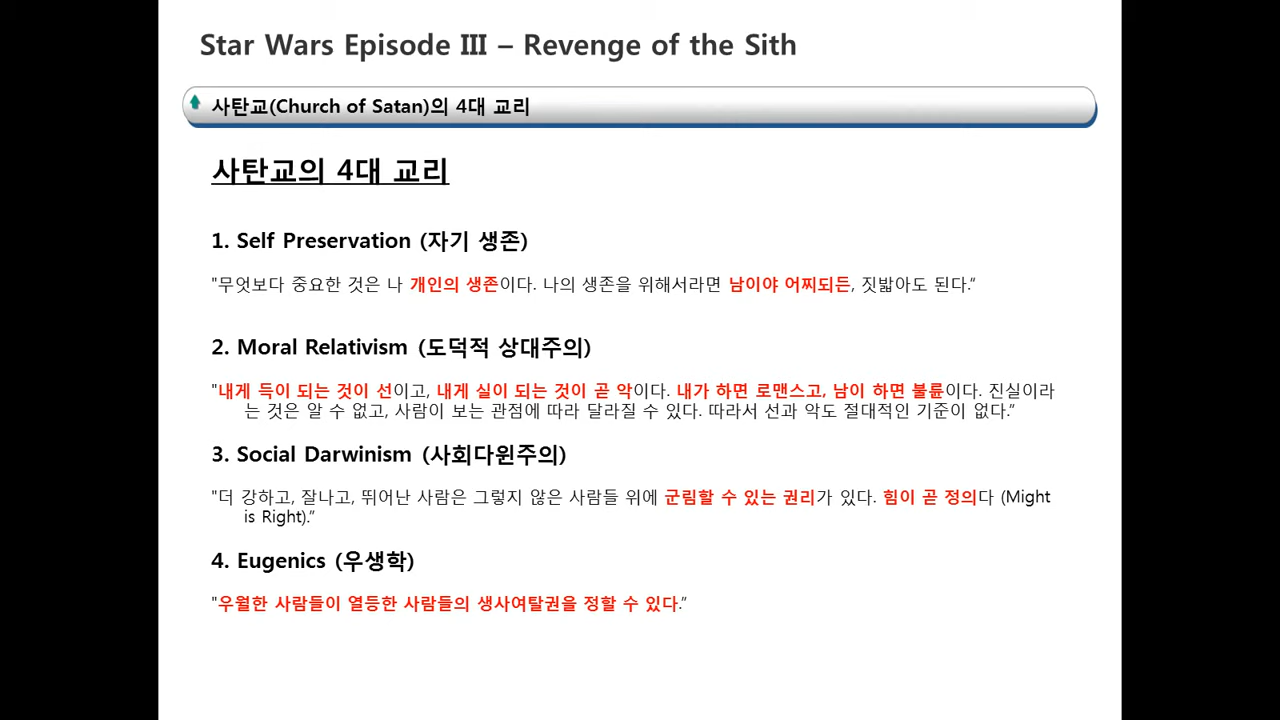 Star Wars Episode III – Revenge of the Sith
사탄교(Church of Satan)의 4대 교리
사탄교의 4대 교리
1. Self Preservation (자기 생존)
"무엇보다 중요한 것은 나 개인의 생존이다. 나의 생존을 위해서라면 남이야 어찌되든, 짓밟아도 된다.“
2. Moral Relativism (도덕적 상대주의)
"내게 득이 되는 것이 선이고, 내게 실이 되는 것이 곧 악이다. 내가 하면 로맨스고, 남이 하면 불륜이다. 진실이라
는 것은 알 수 없고, 사람이 보는 관점에 따라 달라질 수 있다. 따라서 선과 악도 절대적인 기준이 없다.”
3. Social Darwinism (사회다윈주의)
"더 강하고, 잘나고, 뛰어난 사람은 그렇지 않은 사람들 위에 군림할 수 있는 권리가 있다. 힘이 곧 정의다 (Might
is Right).”
4. Eugenics (우생학)
"우월한 사람들이 열등한 사람들의 생사여탈권을 정할 수 있다.”